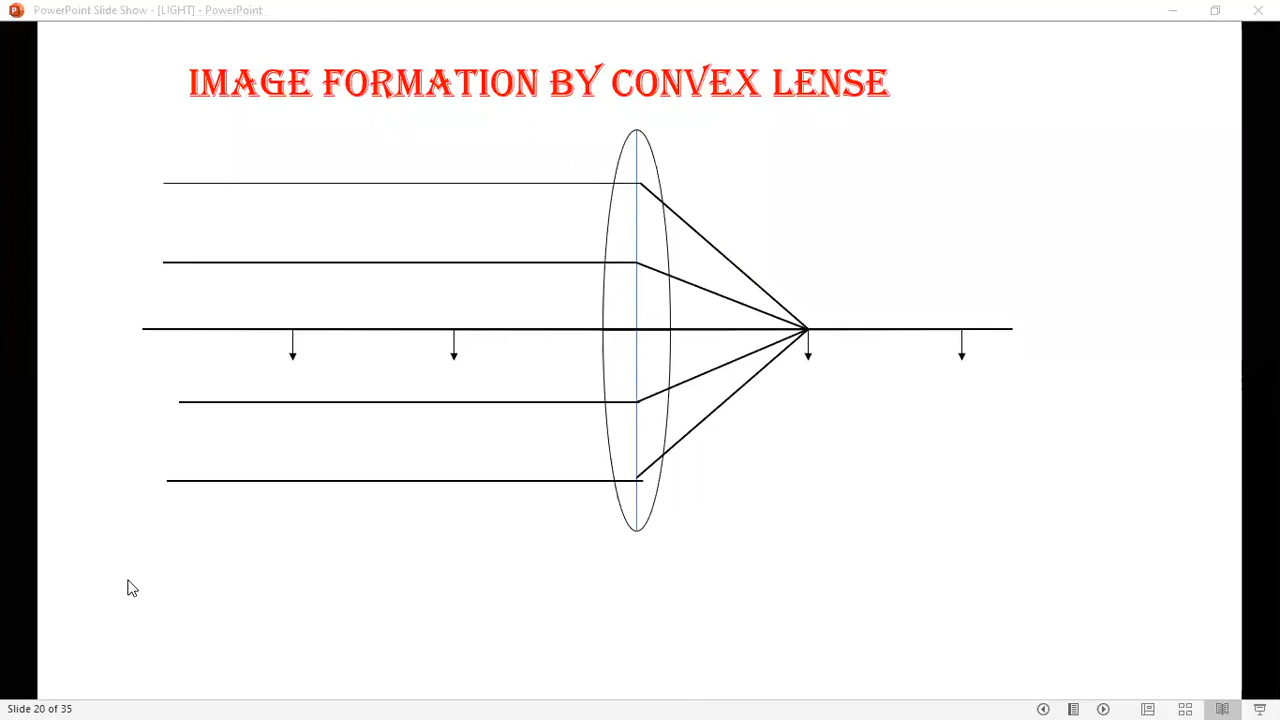 PowerPoint Slide Show - [LIGHT] - PowerPoint
IMAGE FORMATION BY CONVEX LENSE
Slide 20 of 35